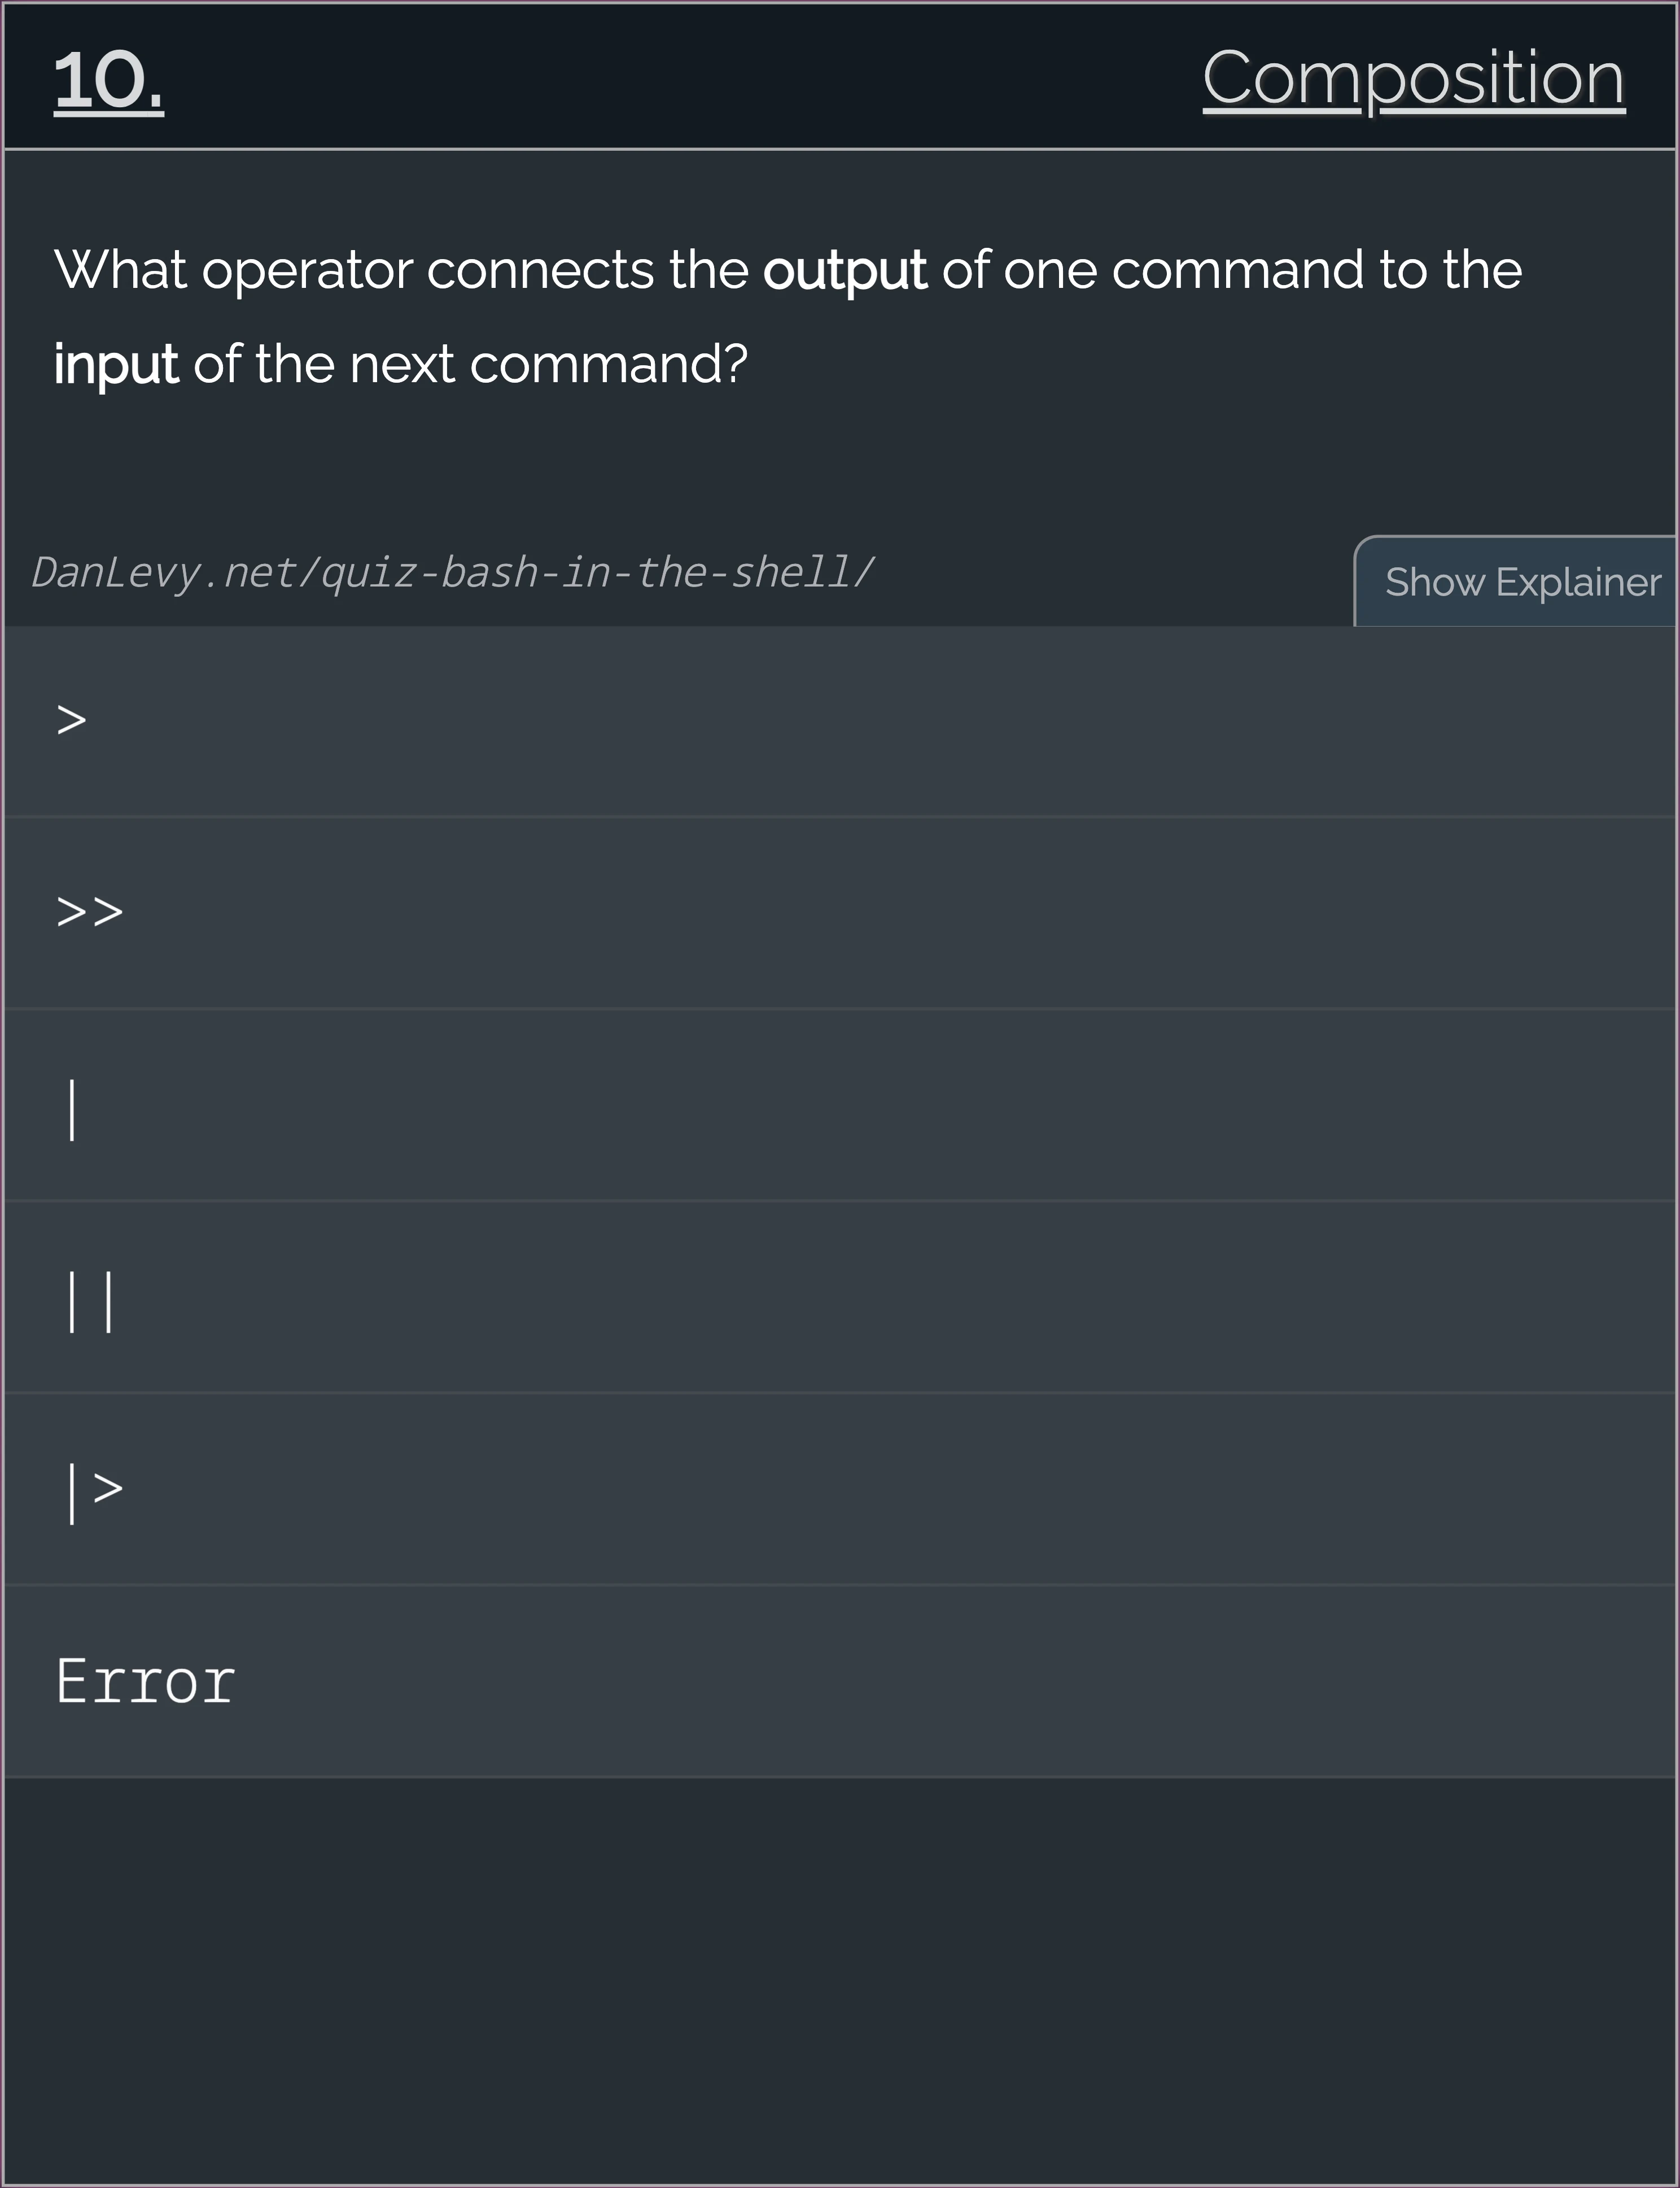 10.
Composition
What operator connects the output of one command to the
input of the next command?
DanLevy.net/quiz-bash-in-the-shell/
Show Explainer
>
>>
|
||
|>
Error